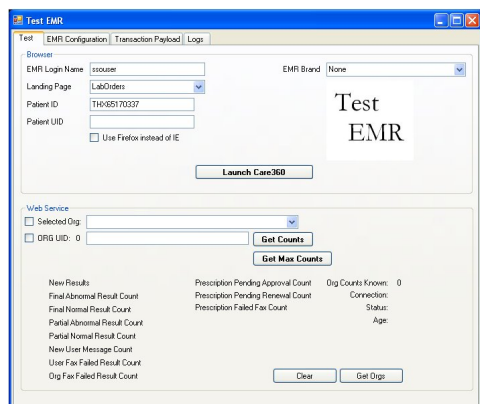 Test EMR
Test EMR Configuration Transaction Payload Logs
Browser
EMR Login Name ssouser EMR Brand None
Landing Page LabOrders
Patient ID THX65170337
Patient UID
Use Firefox instead of IE
Test
EMR
Launch Care360
Web Service
Selected Org:
ORG UID: 0 Get Counts
Get Max Counts
New Results Prescription Pending Approval Count Org Counts Known: 0
Final Abnormal Result Count Prescription Pending Renewal Count Connection:
Final Normal Result Count Prescription Failed Fax Count Status:
Partial Abnormal Result Count Age:
Partial Normal Result Count
New User Message Count
User Fax Failed Result Count
Org Fax Failed Result Count Clear Get Orgs